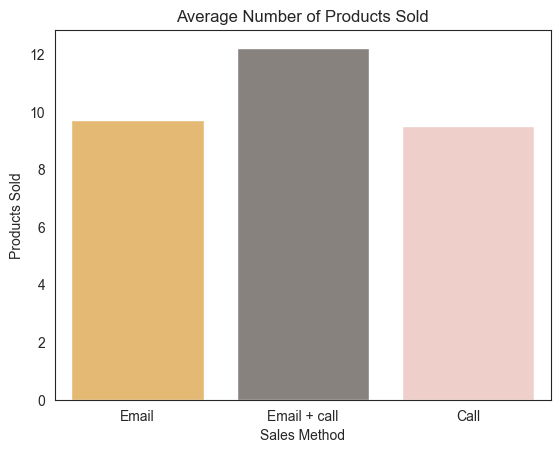 Average Number of Products Sold
12
10
8
6
4
2
0
Products Sold
Email
Email + call
Call
Sales Method